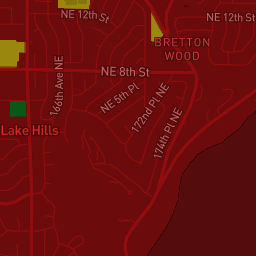 NE 12th St
NE 12th St
BRETTON
WOOD
NE 8th St
166th Ave NE
NE 5th Pl
172nd Pl NE
174th Pl NE
Lake Hills